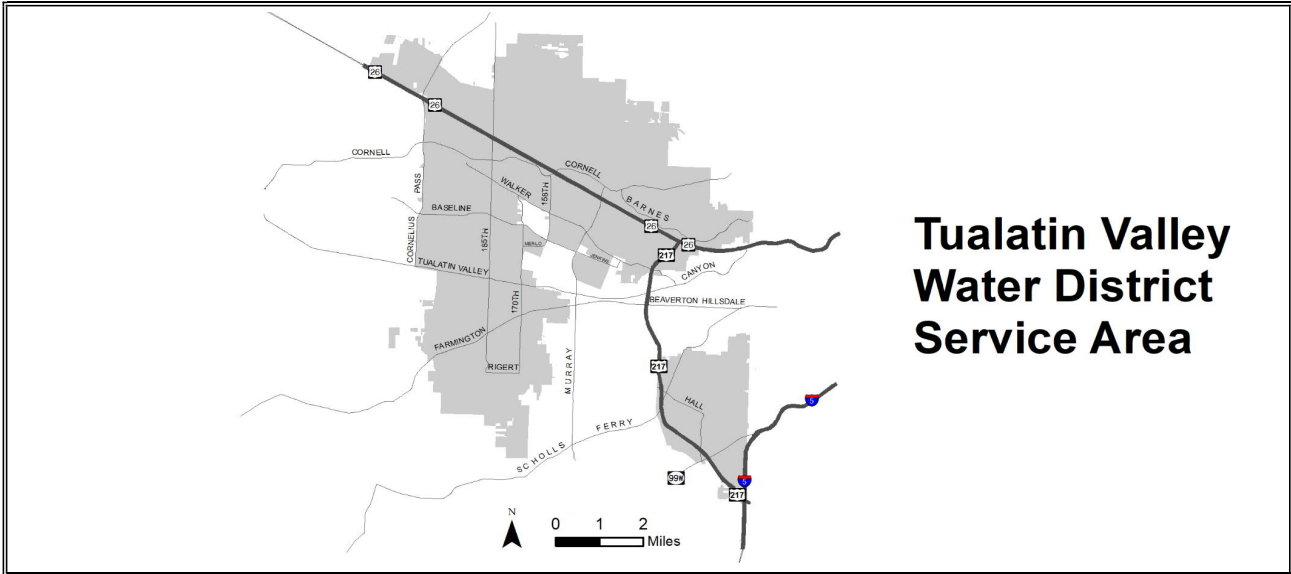 26
26
CORNELL
CORNELL
PASS
WALKER
158TH
BARNES
BASELINE
26
CORNELIUS
185TH
MERLO
26
217
JENKINS
TUALATIN VALLEY
CANYON
170TH
BEAVERTON HILLSDALE
FARMINGTON
MURRAY
RIGERT
217
HALL
5
SCHOLLS FERRY
99W
5
217
N
0 1 2
Miles
Tualatin Valley
Water District
Service Area